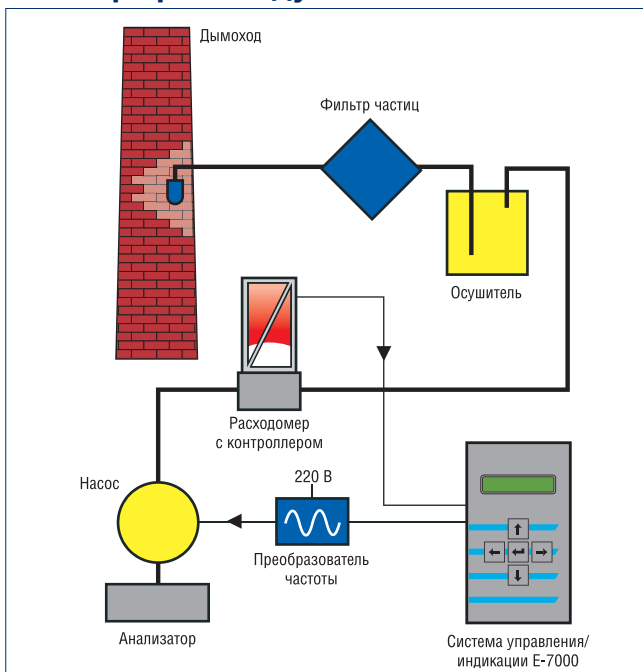 Дымоход
Фильтр частиц
Осушитель
Расходомер
с контроллером
Насос
220 В
Преобразователь
частоты
Анализатор
Система управления/
индикации Е-7000